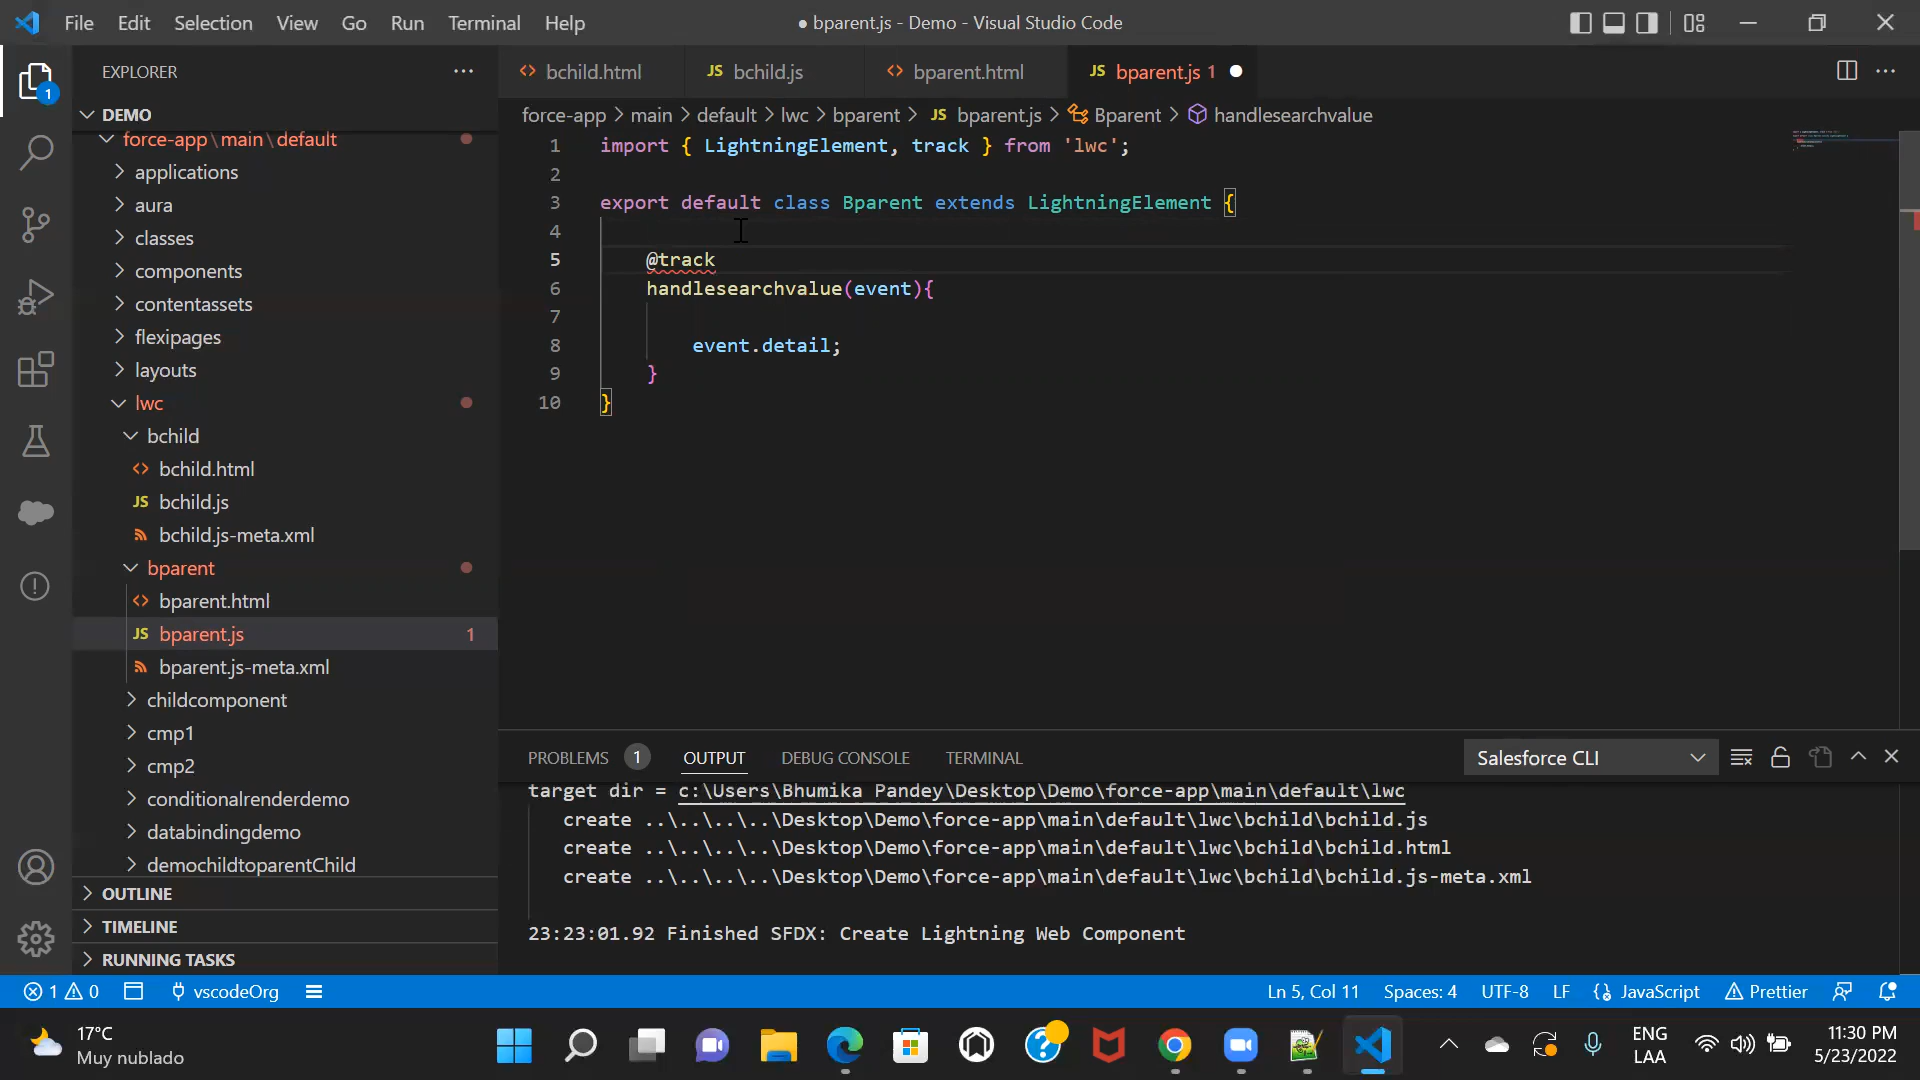 File Edit Selection View Go Run Terminal Help
● bparent.js - Demo - Visual Studio Code
EXPLORER
DEMO
force-app\main\default
applications
aura
classes
components
contentassets
flexipages
layouts
lwc
bchild
bchild.html
JS bchild.js
bchild.js-meta.xml
bparent
bparent.html
JS bparent.js 1
bparent.js-meta.xml
childcomponent
cmp1
cmp2
conditionalrenderdemo
databindingdemo
demochildtoparentChild
OUTLINE
TIMELINE
RUNNING TASKS
1
bchild.html JS bchild.js bparent.html JS bparent.js 1
force-app > main > default > lwc > bparent > JS bparent.js > Bparent > handlesearchvalue
1 import { LightningElement, track } from 'lwc';
2
3 export default class Bparent extends LightningElement {
4
5 @track
6 handlesearchvalue(event){
7
8 event.detail;
9 }
10 }
PROBLEMS 1 OUTPUT DEBUG CONSOLE TERMINAL Salesforce CLI
target dir = c:\Users\Bhumika Pandey\Desktop\Demo\force-app\main\default\lwc
create ..\..\..\..\Desktop\Demo\force-app\main\default\lwc\bchild\bchild.js
create ..\..\..\..\Desktop\Demo\force-app\main\default\lwc\bchild\bchild.html
create ..\..\..\..\Desktop\Demo\force-app\main\default\lwc\bchild\bchild.js-meta.xml
23:23:01.92 Finished SFDX: Create Lightning Web Component
1 0 vscodeOrg Ln 5, Col 11 Spaces: 4 UTF-8 LF JavaScript Prettier
17°C
Muy nublado
ENG
LAA
11:30 PM
5/23/2022